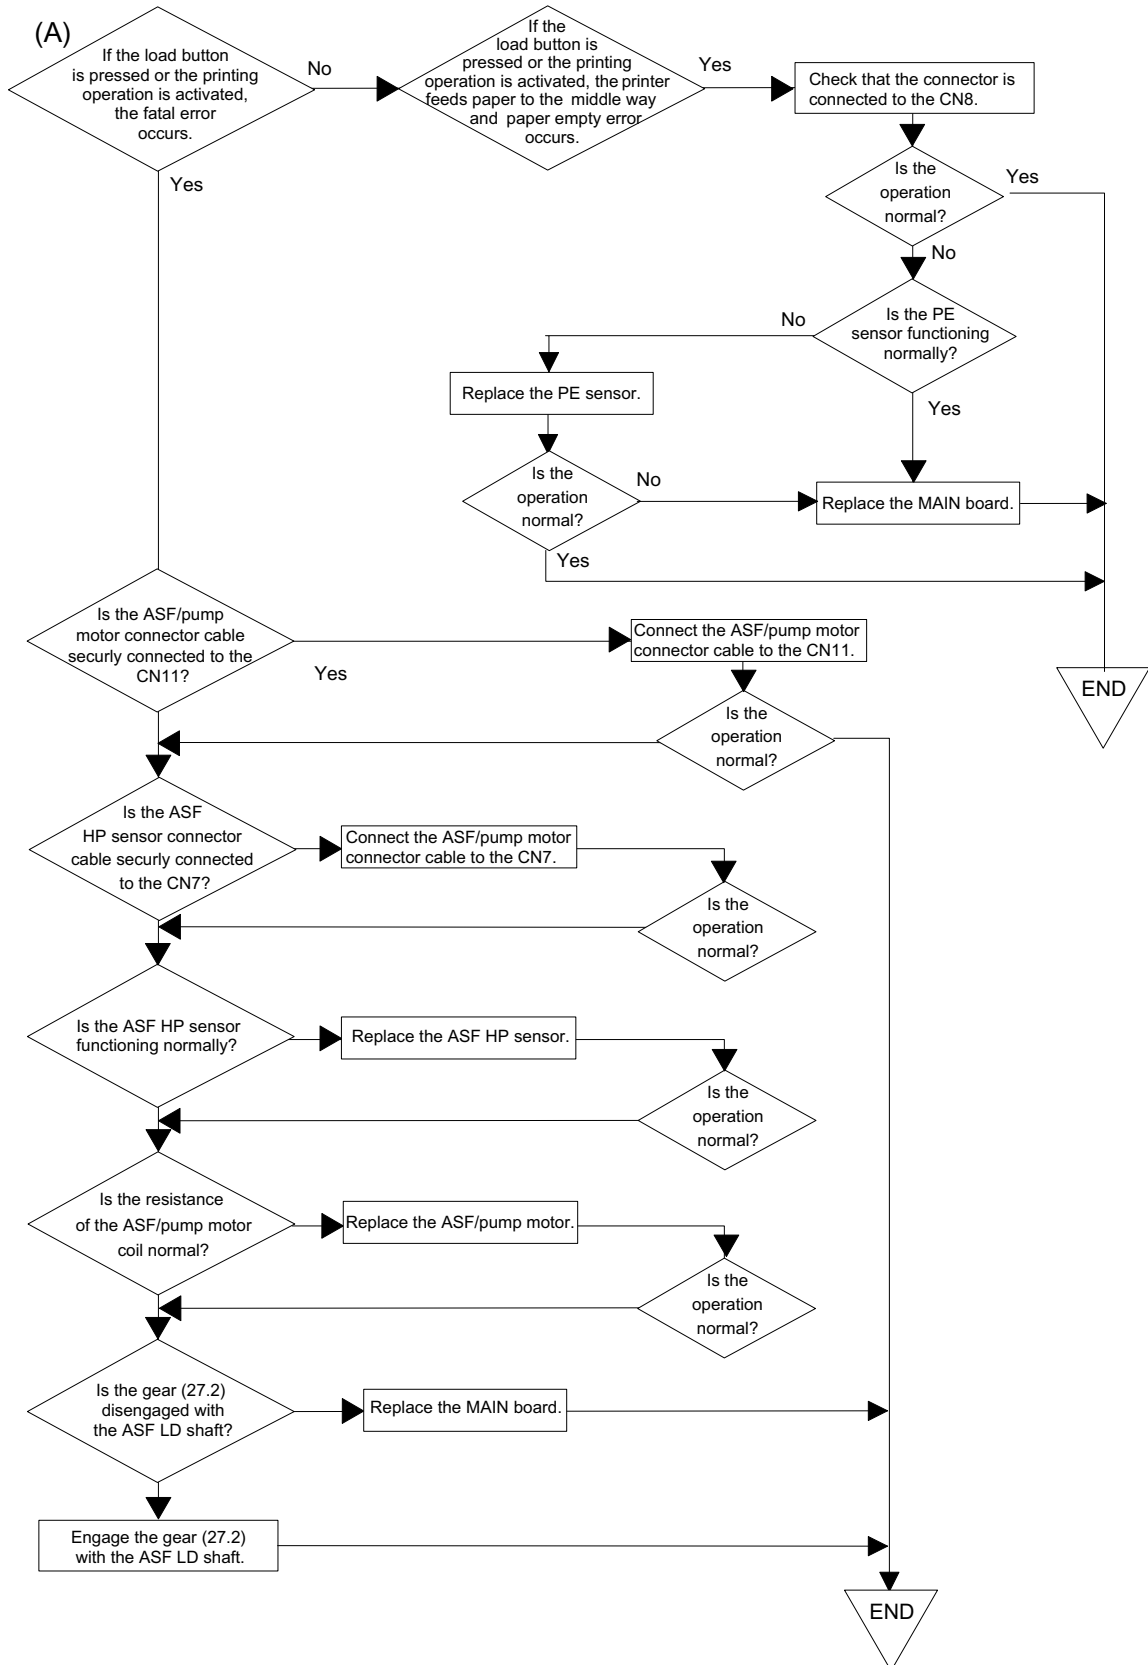 (A)
If the load button
is pressed or the printing
operation is activated,
the fatal error
occurs.
No
If the
load button is
pressed or the printing
operation is activated, the printer
feeds paper to the middle way
and paper empty error
occurs.
Yes
Check that the connector is
connected to the CN8.
Yes
Is the
operation
normal?
Yes
No
Is the PE
sensor functioning
normally?
No
Replace the PE sensor.
Yes
Is the
operation
normal?
No
Replace the MAIN board.
Yes
Is the ASF/pump
motor connector cable
securly connected to the
CN11?
Yes
Connect the ASF/pump motor
connector cable to the CN11.
END
Is the
operation
normal?
Is the ASF
HP sensor connector
cable securly connected
to the CN7?
Connect the ASF/pump motor
connector cable to the CN7.
Is the
operation
normal?
Is the ASF HP sensor
functioning normally?
Replace the ASF HP sensor.
Is the
operation
normal?
Is the resistance
of the ASF/pump motor
coil normal?
Replace the ASF/pump motor.
Is the
operation
normal?
Is the gear (27.2)
disengaged with
the ASF LD shaft?
Replace the MAIN board.
Engage the gear (27.2)
with the ASF LD shaft.
END